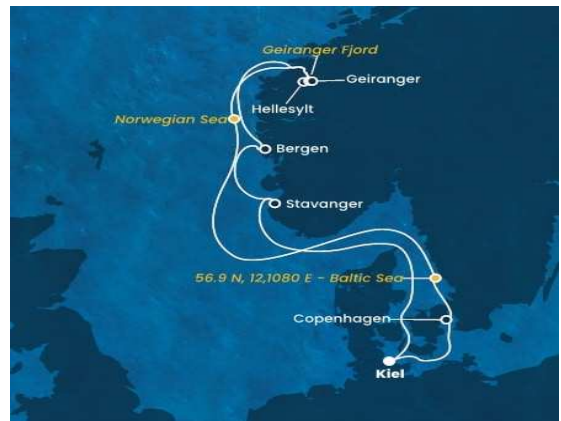 Geiranger Fjord
Geiranger
Hellesylt
Norwegian Sea
Bergen
Stavanger
56.9 N, 12,1080 E - Baltic Sea
Copenhagen
Kiel